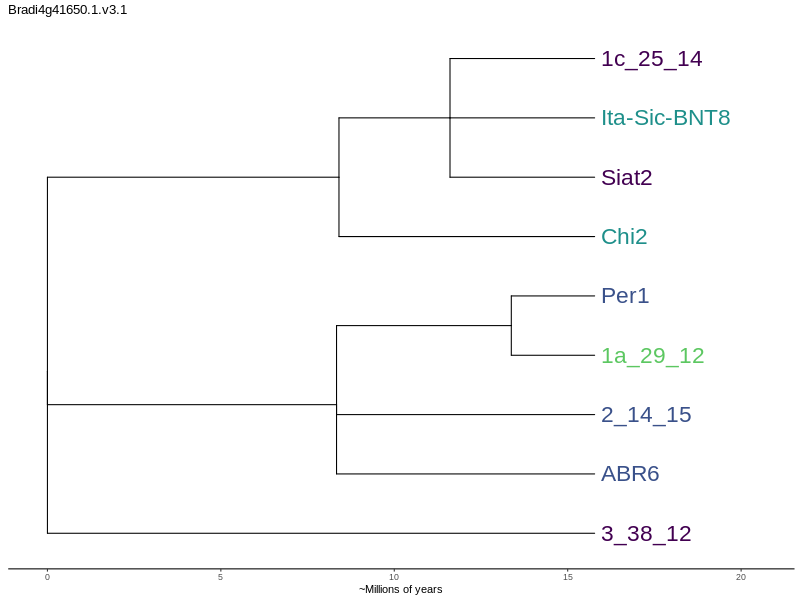 Bradi4g41650.1.v3.1
1c_25_14
Ita-Sic-BNT8
Siat2
Chi2
Per1
1a_29_12
2_14_15
ABR6
3_38_12
0 5 10 15 20
~Millions of years